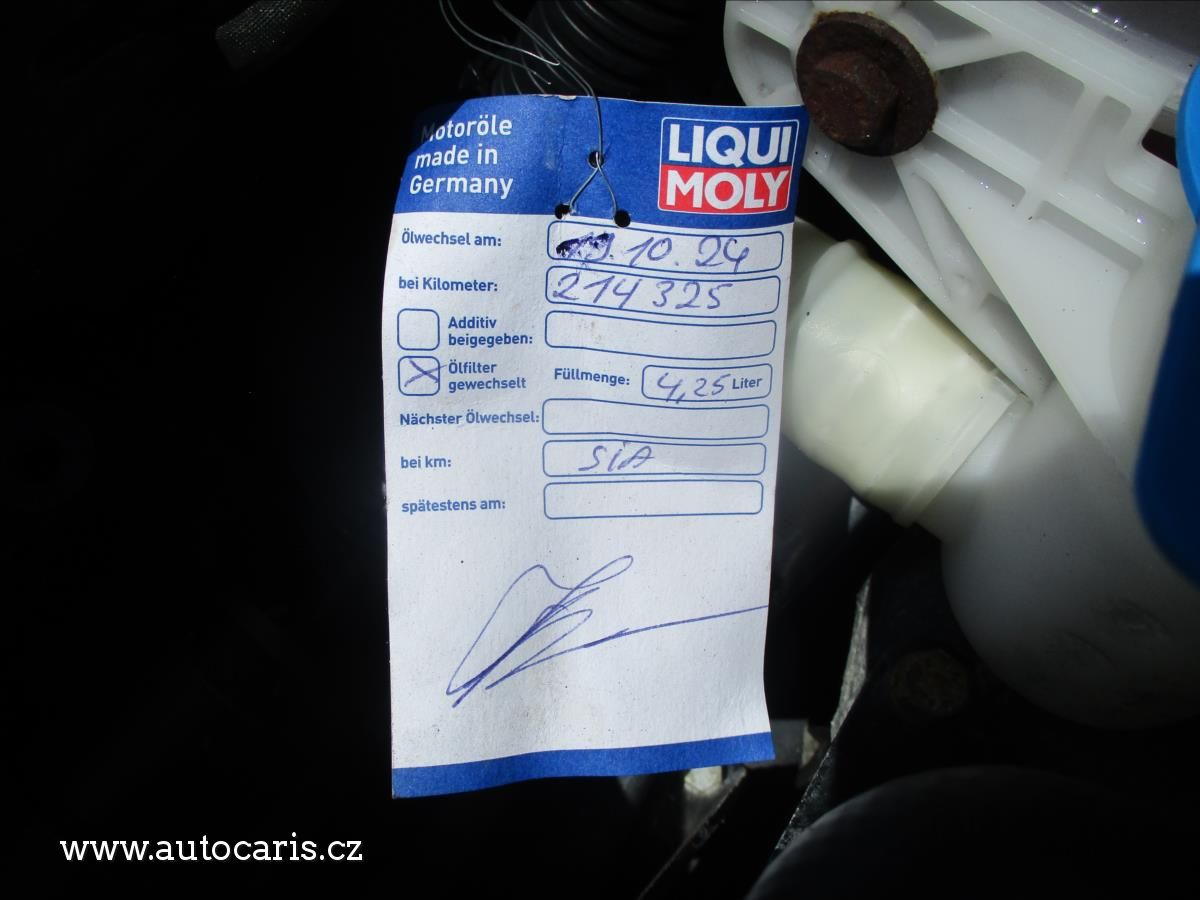 Motoröle
made in
Germany
LIQUI
MOLY
Ölwechsel am: .10.24
bei Kilometer: 214 325
Additiv
beigegeben:
Ölfilter
gewechselt
Füllmenge: 4,25 Liter
Nächster Ölwechsel:
bei km: SiA
spätestens am:
www.autocaris.cz